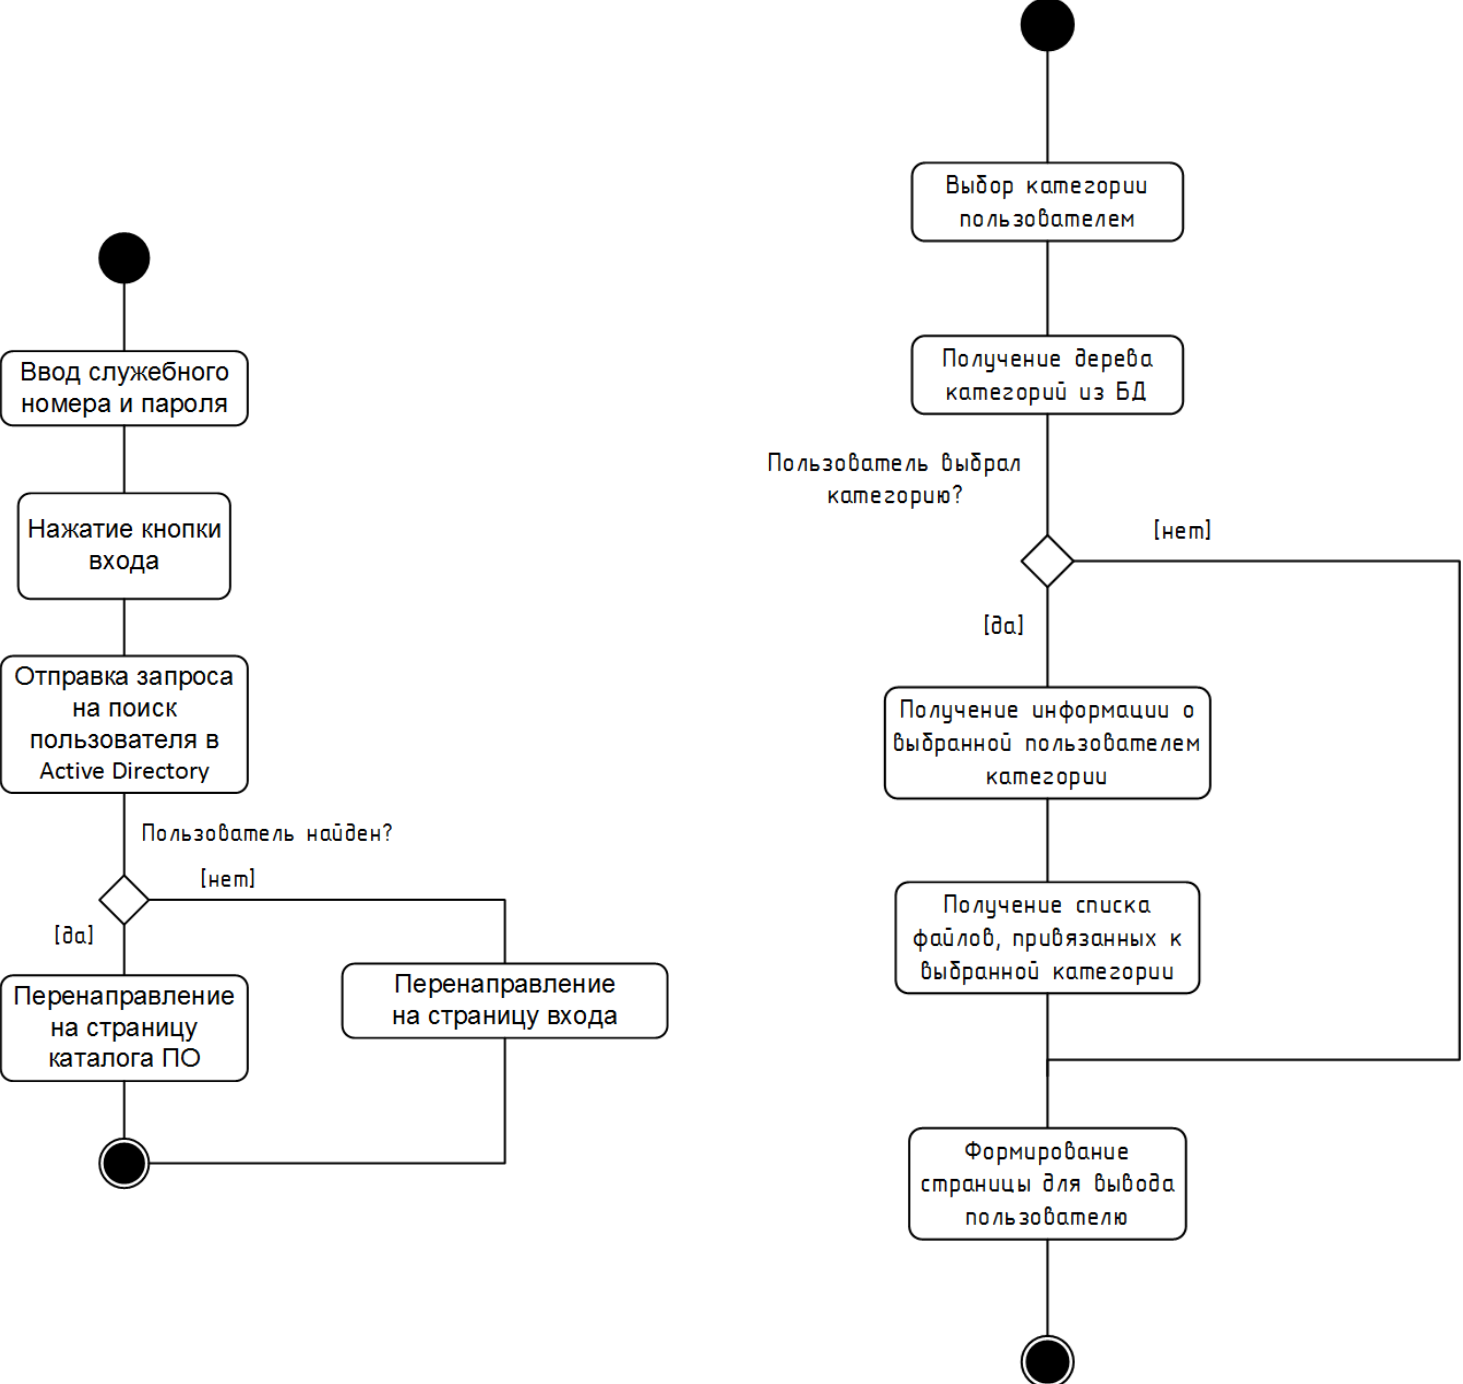 Ввод служебного
номера и пароля
Нажатие кнопки
входа
Отправка запроса
на поиск
пользователя в
Active Directory
Пользователь найден?
[нет]
[да]
Перенаправление
на страницу
каталога ПО
Перенаправление
на страницу входа
Выбор категории
пользователем
Получение дерева
категорий из БД
Пользователь выбрал
категорию?
[нет]
[да]
Получение информации о
выбранной пользователем
категории
Получение списка
файлов, привязанных к
выбранной категории
Формирование
страницы для вывода
пользователю